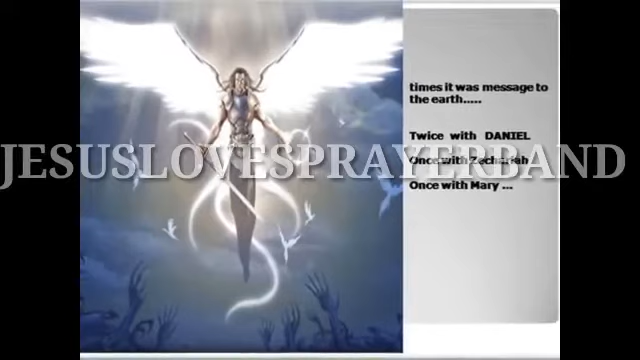 times it was message to
the earth.....
Twice with DANIEL
JESUSLOVESPRAYERBAND
Once with Zechariah
Once with Mary ...